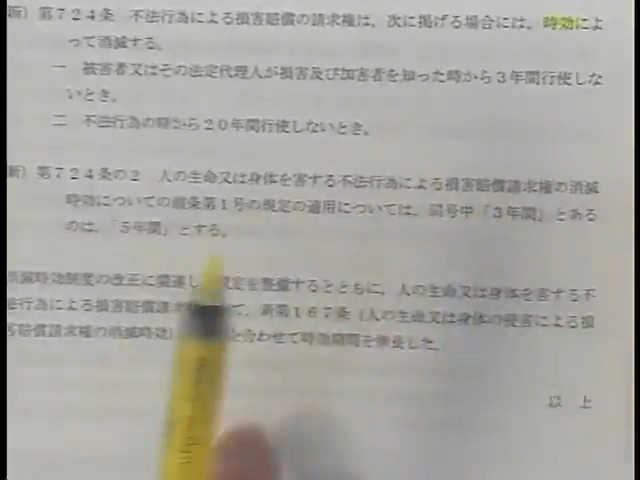 新）第７２４条　不法行為による損害賠償の請求権は、次に掲げる場合には、時効によ
って消滅する。
一　被害者又はその法定代理人が損害及び加害者を知った時から３年間行使しな
いとき。
二　不法行為の時から２０年間行使しないとき。
新）第７２４条の２　人の生命又は身体を害する不法行為による損害賠償請求権の消滅
時効についての前条第１号の規定の適用については、同号中「３年間」とある
のは、「５年間」とする。
消滅時効制度の改正に関連し　規定を整備するとともに、人の生命又は身体を害する不
法行為による損害賠償請求　て、新第１６７条（人の生命又は身体の侵害による損
害賠償請求権の消滅時効）　と合わせて時効期間を伸長した。
以　上